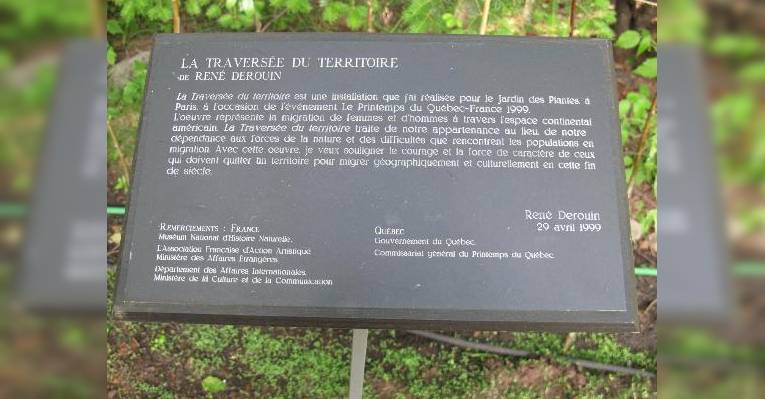 LA TRAVERSÉE DU TERRITOIRE
DE RENÉ DEROUIN
La Traversée du territoire est une installation que j'ai réalisée pour le Jardin des Plantes, à
Paris, à l'occasion de l'événement Le Printemps du Québec-France 1999.
L'oeuvre représente la migration de femmes et d'hommes à travers l'espace continental
américain. La Traversée du territoire traite de notre appartenance au lieu, de notre
dépendance aux forces de la nature et des difficultés que rencontrent les populations en
migration. Avec cette oeuvre, je veux souligner le courage et la force de caractère de ceux
qui doivent quitter un territoire pour migrer géographiquement et culturellement en cette fin
de siècle.
René Derouin
29 avril 1999
REMERCIEMENTS : FRANCE
Muséum National d'Histoire Naturelle.
L'Association Française d'Action Artistique
Ministère des Affaires Étrangères
Département des Affaires Internationales,
Ministère de la Culture et de la Communication
QUÉBEC
Gouvernement du Québec.
Commissariat général du Printemps du Québec.